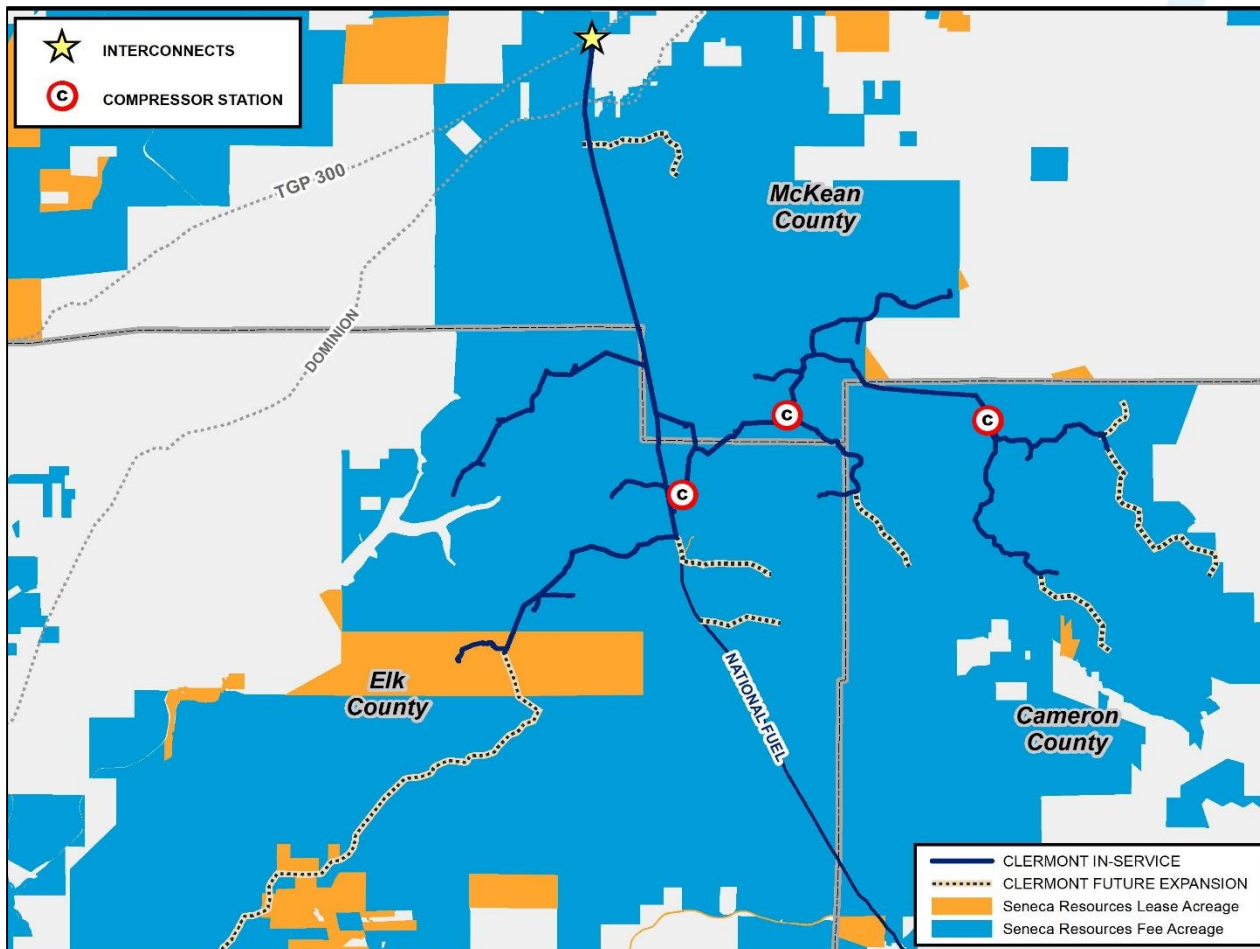 INTERCONNECTS
C
COMPRESSOR STATION
TGP 300
McKean
County
DOMINION
C
C
C
Elk
County
NATIONAL FUEL
Cameron
County
CLERMONT IN-SERVICE
CLERMONT FUTURE EXPANSION
Seneca Resources Lease Acreage
Seneca Resources Fee Acreage